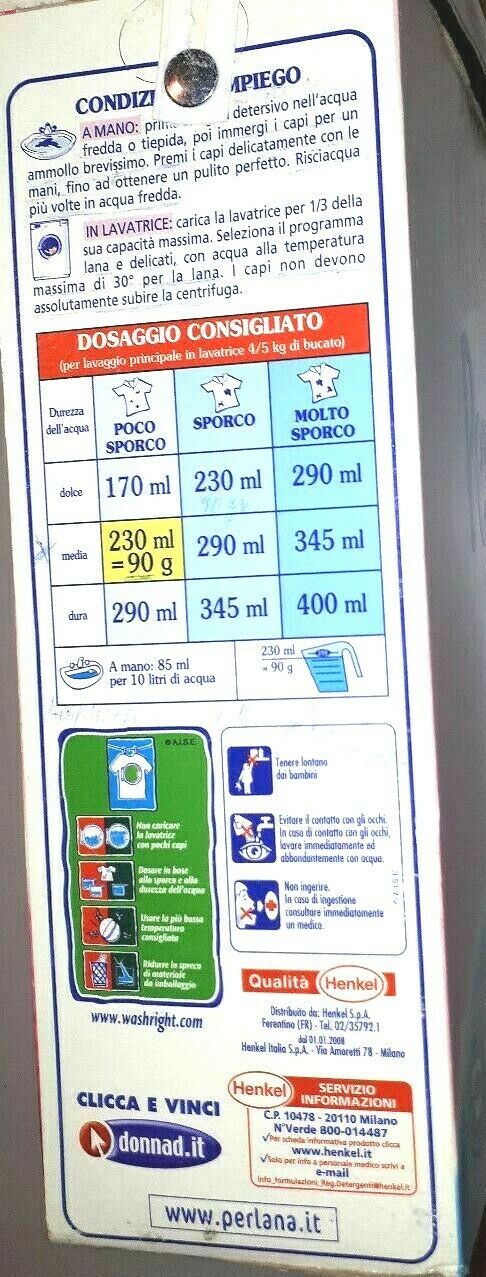 CONDIZI MPIEGO
A MANO: detersivo nell'acqua
fredda o tiepida, poi immergi i capi per un
ammollo brevissimo. Premi i capi delicatamente con le
mani, fino ad ottenere un pulito perfetto. Risciacqua
più volte in acqua fredda.
IN LAVATRICE: carica la lavatrice per 1/3 della
sua capacità massima. Seleziona il programma
lana e delicati, con acqua alla temperatura
massima di 30° per la lana. I capi non devono
assolutamente subire la centrifuga.
DOSAGGIO CONSIGLIATO
(per lavaggio principale in lavatrice 4/5 kg di bucato)
Durezza
dell'acqua
POCO
SPORCO
SPORCO
MOLTO
SPORCO
dolce 170 ml 230 ml 290 ml
media 230 ml
=90 g 290 ml 345 ml
dura 290 ml 345 ml 400 ml
A mano: 85 ml
per 10 litri di acqua
230 ml
= 90 g
© A.I.S.E.
Non caricare
la lavatrice
con pochi capi
Dosare in base
allo sporco e alla
durezza dell'acqua
Usare la più bassa
temperatura
consigliata
Ridurre lo spreco
di materiale
da imballaggio
www.washright.com
Tenere lontano
dai bambini
Evitare il contatto con gli occhi.
In caso di contatto con gli occhi,
lavare immediatamente ed
abbondantemente con acqua.
Non ingerire.
In caso di ingestione
consultare immediatamente
un medico.
© A.I.S.E.
Qualità Henkel
Distribuito da: Henkel S.p.A.
Ferentino (FR) - Tel. 02/35792.1
dal 01.01.2008
Henkel Italia S.p.A. - Via Amoretti 78 - Milano
CLICCA E VINCI
donnad.it
Henkel SERVIZIO
INFORMAZIONI
C.P. 10478 - 20110 Milano
N°Verde 800-014487
√Per scheda informativa prodotto clicca
www.henkel.it
√Solo per info a personale medico scrivi a
e-mail
Info_formulazioni_Reg.Detergenti@henkel.it
www.perlana.it